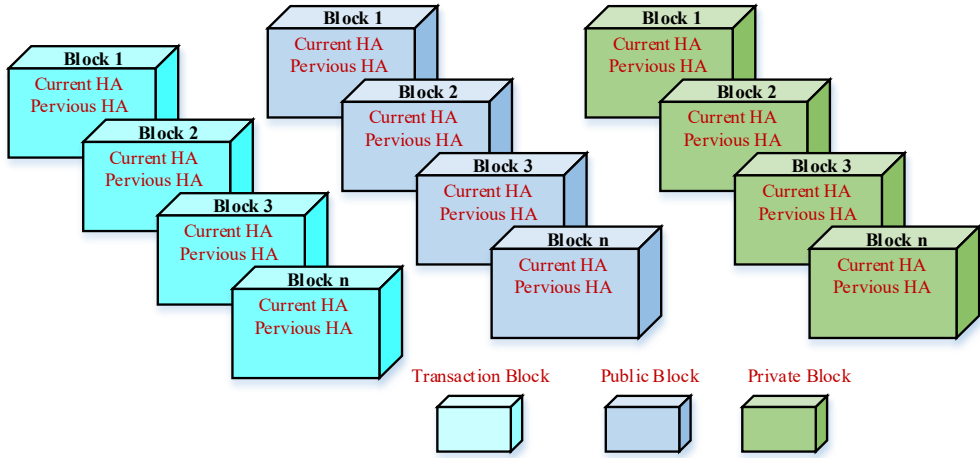 Block 1
Current HA
Pervious HA
Block 2
Current HA
Pervious HA
Block 3
Current HA
Pervious HA
Block n
Current HA
Pervious HA
Block 1
Current HA
Pervious HA
Block 2
Current HA
Pervious HA
Block 3
Current HA
Pervious HA
Block n
Current HA
Pervious HA
Block 1
Current HA
Pervious HA
Block 2
Current HA
Pervious HA
Block 3
Current HA
Pervious HA
Block n
Current HA
Pervious HA
Transaction Block
Public Block
Private Block